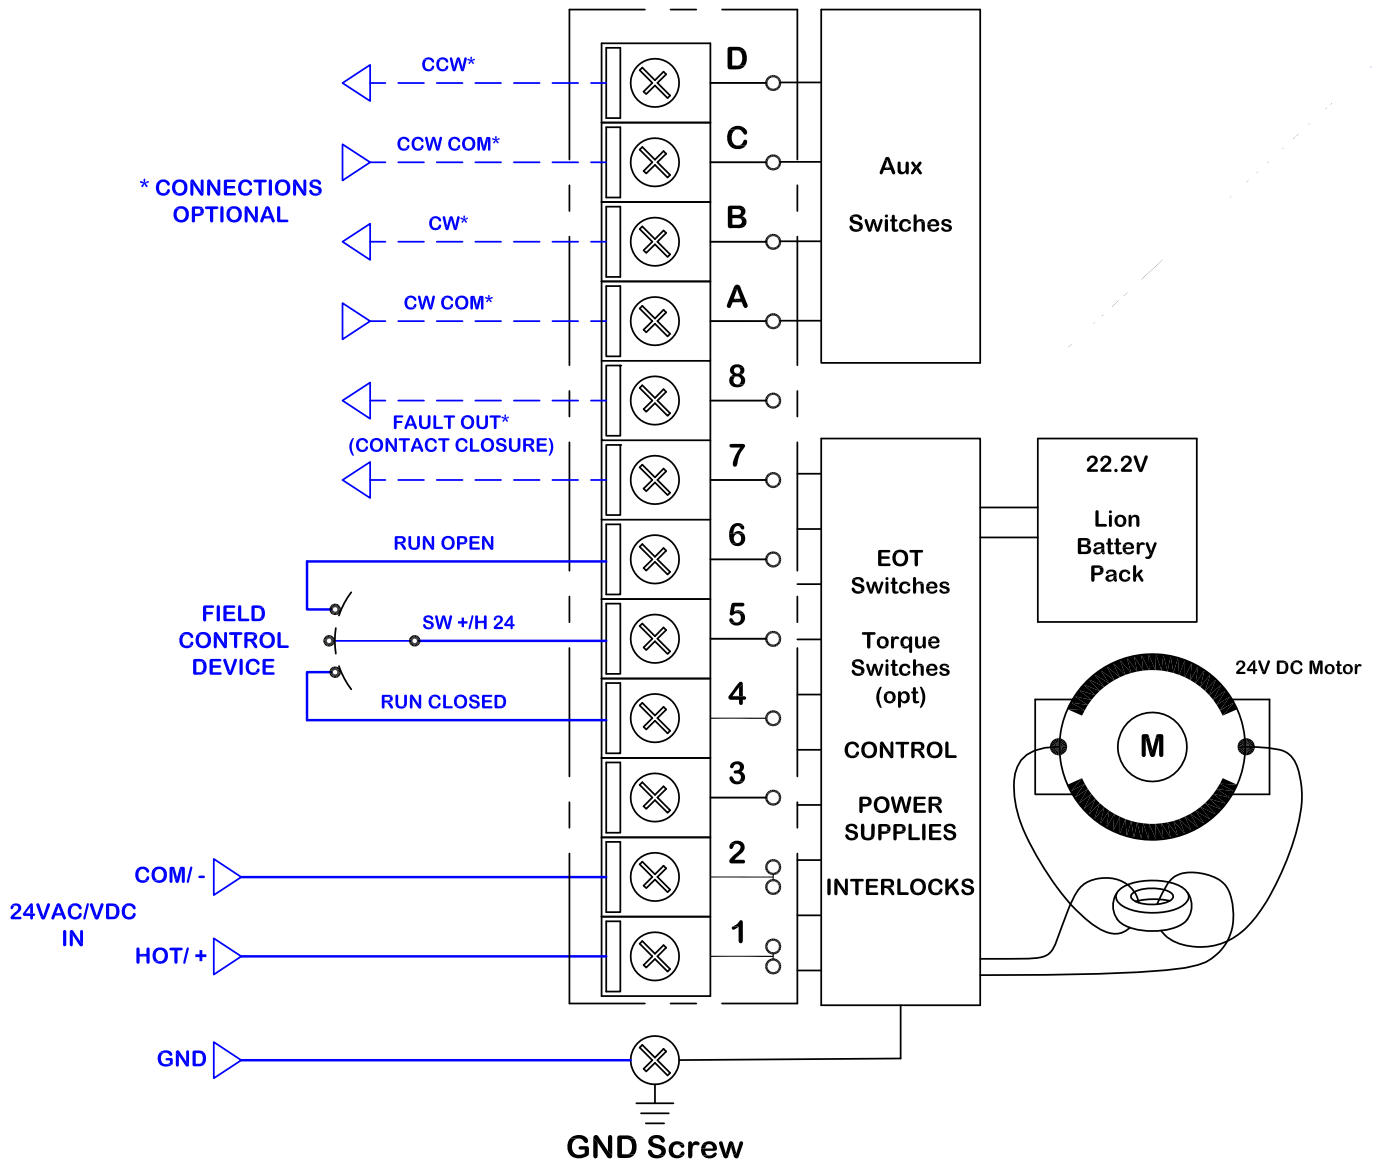 CCW*
D
CCW COM*
C
* CONNECTIONS
OPTIONAL
CW*
B
CW COM*
A
Aux
Switches
8
FAULT OUT*
(CONTACT CLOSURE)
7
RUN OPEN
6
FIELD
CONTROL
DEVICE
SW +/H 24
5
RUN CLOSED
4
3
COM/ -
2
24VAC/VDC
IN
HOT/ +
1
GND
GND Screw
EOT
Switches
Torque
Switches
(opt)
CONTROL
POWER
SUPPLIES
INTERLOCKS
22.2V
Lion
Battery
Pack
24V DC Motor
M